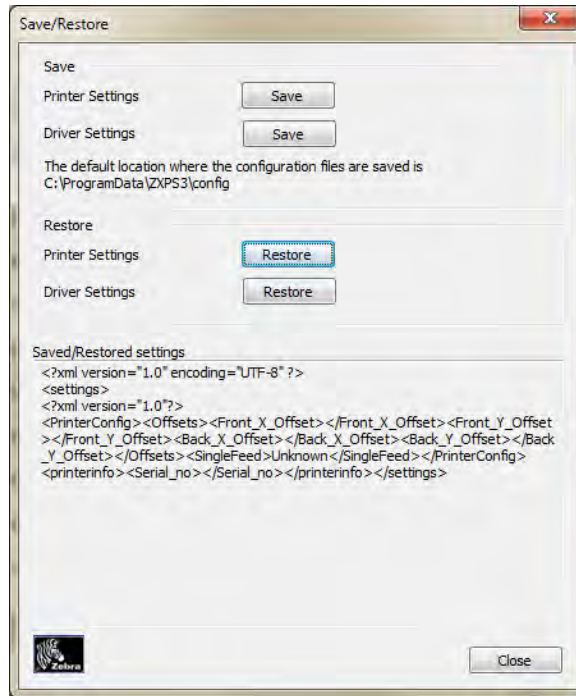 Save/Restore
Save
Printer Settings
Save
Driver Settings
Save
The default location where the configuration files are saved is
C:\ProgramData\ZXPS3\config
Restore
Printer Settings
Restore
Driver Settings
Restore
Saved/Restored settings
<?xml version="1.0" encoding="UTF-8" ?>
<settings>
<?xml version="1.0"?>
<PrinterConfig><Offsets><Front_X_Offset></Front_X_Offset><Front_Y_Offset
></Front_Y_Offset><Back_X_Offset></Back_X_Offset><Back_Y_Offset></Back
_Y_Offset></Offsets><SingleFeed>Unknown</SingleFeed></PrinterConfig>
<printerinfo><Serial_no></Serial_no></printerinfo></settings>
Zebra
Close